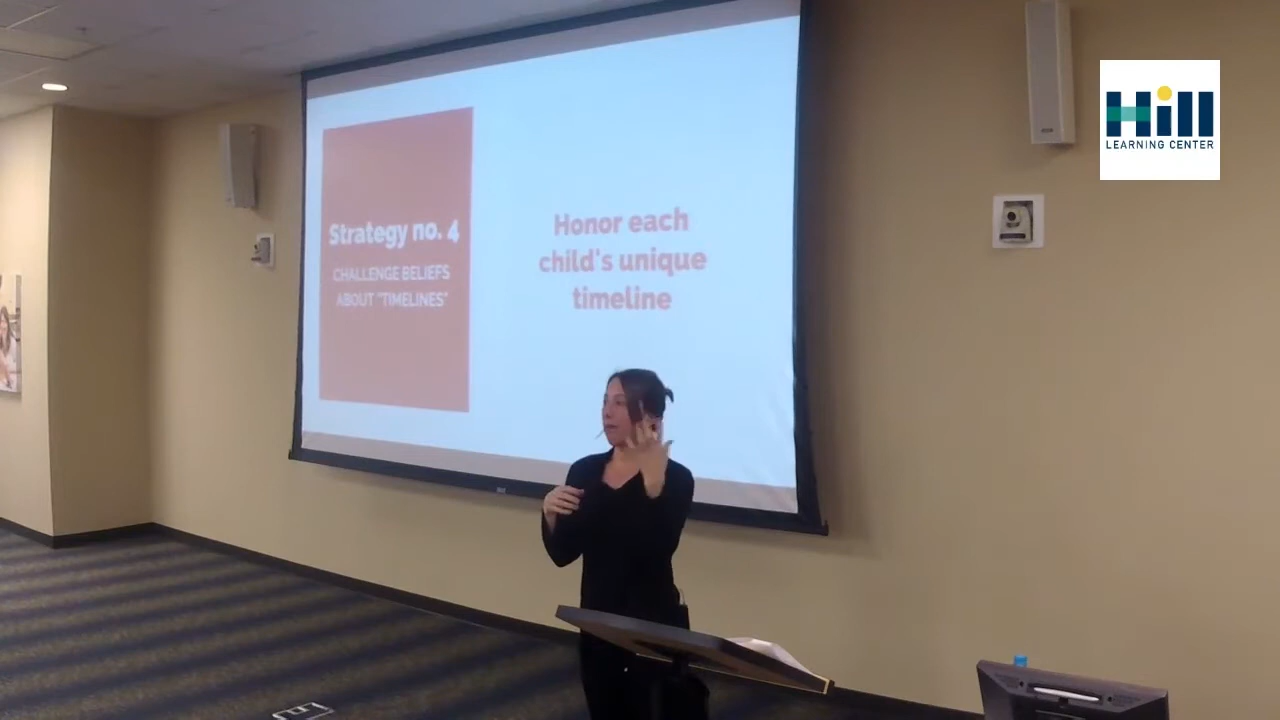 Strategy no. 4
CHALLENGE BELIEFS
ABOUT "TIMELINES"
Honor each
child's unique
timeline
Hill
LEARNING CENTER